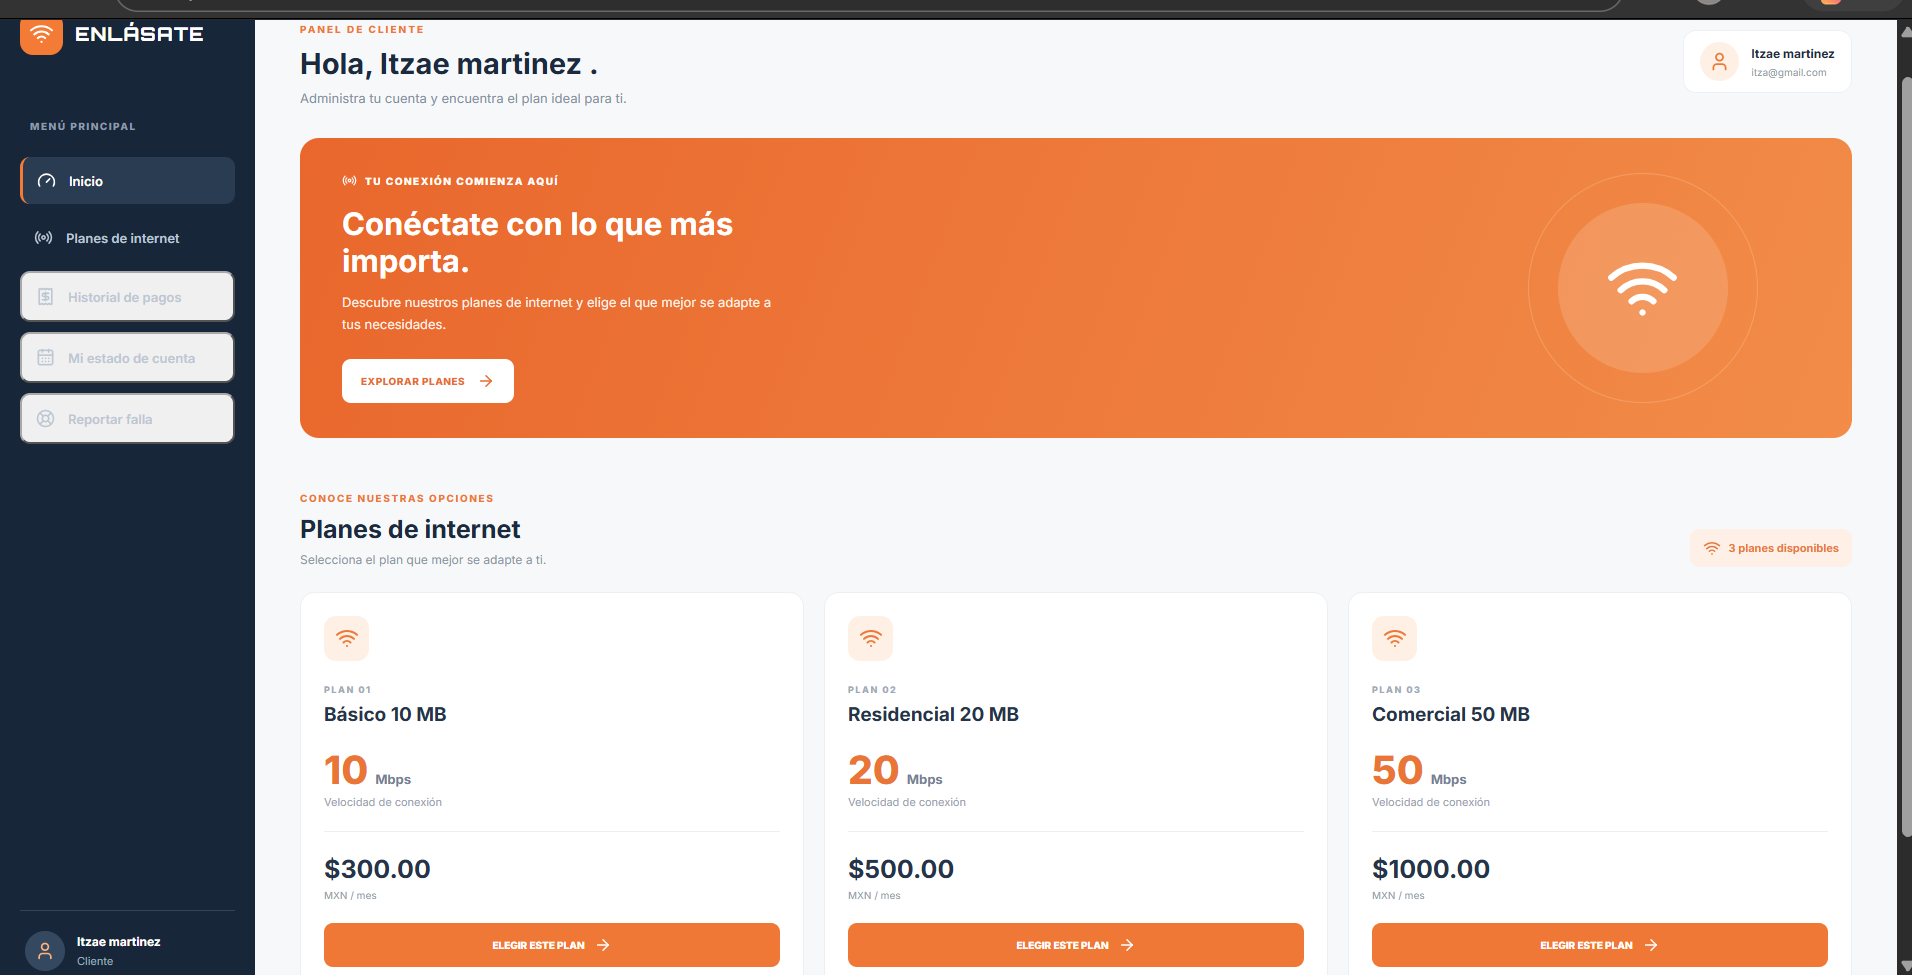 ENLÁSATE
MENÚ PRINCIPAL
Inicio
Planes de internet
Historial de pagos
Mi estado de cuenta
Reportar falla
Itzae martinez
Cliente
PANEL DE CLIENTE
Hola, Itzae martinez .
Administra tu cuenta y encuentra el plan ideal para ti.
Itzae martinez
itza@gmail.com
TU CONEXIÓN COMIENZA AQUÍ
Conéctate con lo que más
importa.
Descubre nuestros planes de internet y elige el que mejor se adapte a
tus necesidades.
EXPLORAR PLANES
CONOCE NUESTRAS OPCIONES
Planes de internet
Selecciona el plan que mejor se adapte a ti.
3 planes disponibles
PLAN 01
Básico 10 MB
10 Mbps
Velocidad de conexión
$300.00
MXN / mes
ELEGIR ESTE PLAN
PLAN 02
Residencial 20 MB
20 Mbps
Velocidad de conexión
$500.00
MXN / mes
ELEGIR ESTE PLAN
PLAN 03
Comercial 50 MB
50 Mbps
Velocidad de conexión
$1000.00
MXN / mes
ELEGIR ESTE PLAN